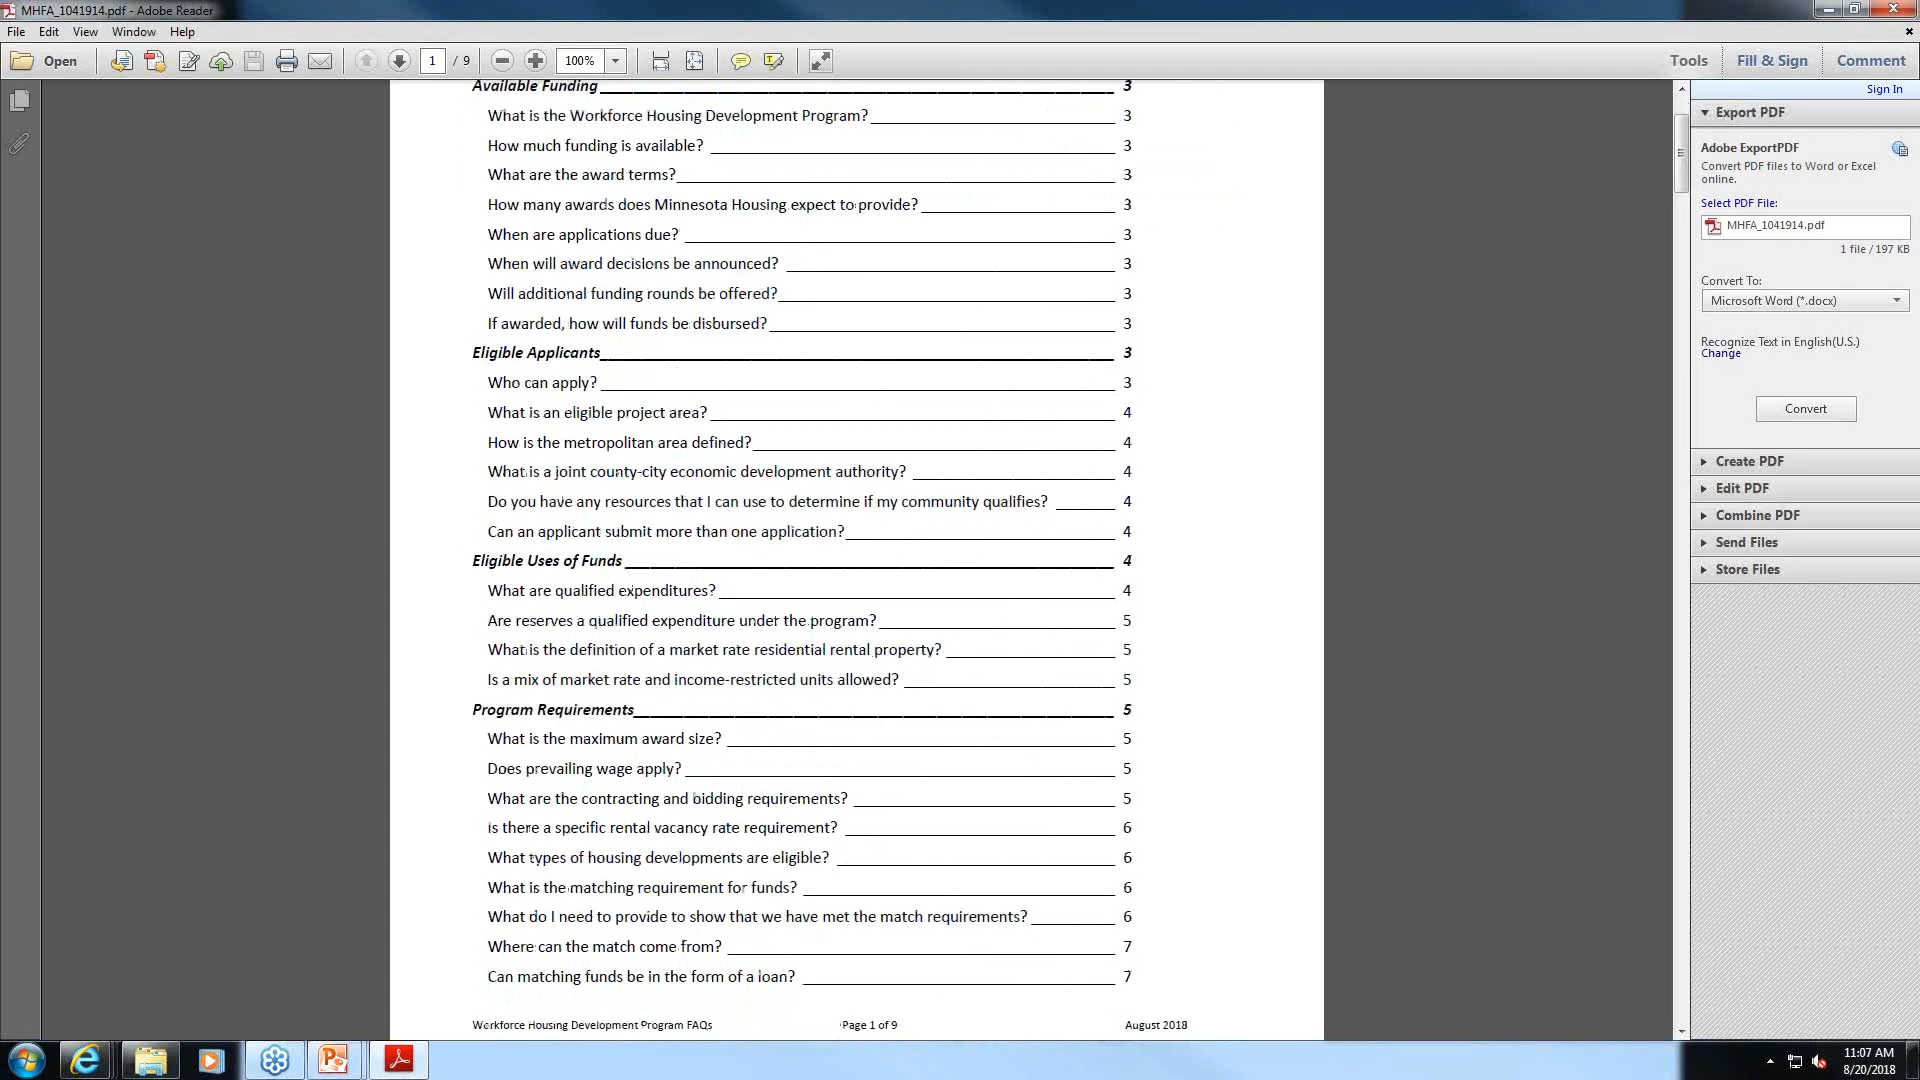 MHFA_1041914.pdf - Adobe Reader
File Edit View Window Help
Open 1 / 9 100% Tools Fill & Sign Comment
Available Funding 3
What is the Workforce Housing Development Program? 3
How much funding is available? 3
What are the award terms? 3
How many awards does Minnesota Housing expect to provide? 3
When are applications due? 3
When will award decisions be announced? 3
Will additional funding rounds be offered? 3
If awarded, how will funds be disbursed? 3
Eligible Applicants 3
Who can apply? 3
What is an eligible project area? 4
How is the metropolitan area defined? 4
What is a joint county-city economic development authority? 4
Do you have any resources that I can use to determine if my community qualifies? 4
Can an applicant submit more than one application? 4
Eligible Uses of Funds 4
What are qualified expenditures? 4
Are reserves a qualified expenditure under the program? 5
What is the definition of a market rate residential rental property? 5
Is a mix of market rate and income-restricted units allowed? 5
Program Requirements 5
What is the maximum award size? 5
Does prevailing wage apply? 5
What are the contracting and bidding requirements? 5
Is there a specific rental vacancy rate requirement? 6
What types of housing developments are eligible? 6
What is the matching requirement for funds? 6
What do I need to provide to show that we have met the match requirements? 6
Where can the match come from? 7
Can matching funds be in the form of a loan? 7
Workforce Housing Development Program FAQs Page 1 of 9 August 2018
Sign In
Export PDF
Adobe ExportPDF
Convert PDF files to Word or Excel
online.
Select PDF File:
MHFA_1041914.pdf
1 file / 197 KB
Convert To:
Microsoft Word (*.docx)
Recognize Text in English(U.S.)
Change
Convert
Create PDF
Edit PDF
Combine PDF
Send Files
Store Files
11:07 AM
8/20/2018